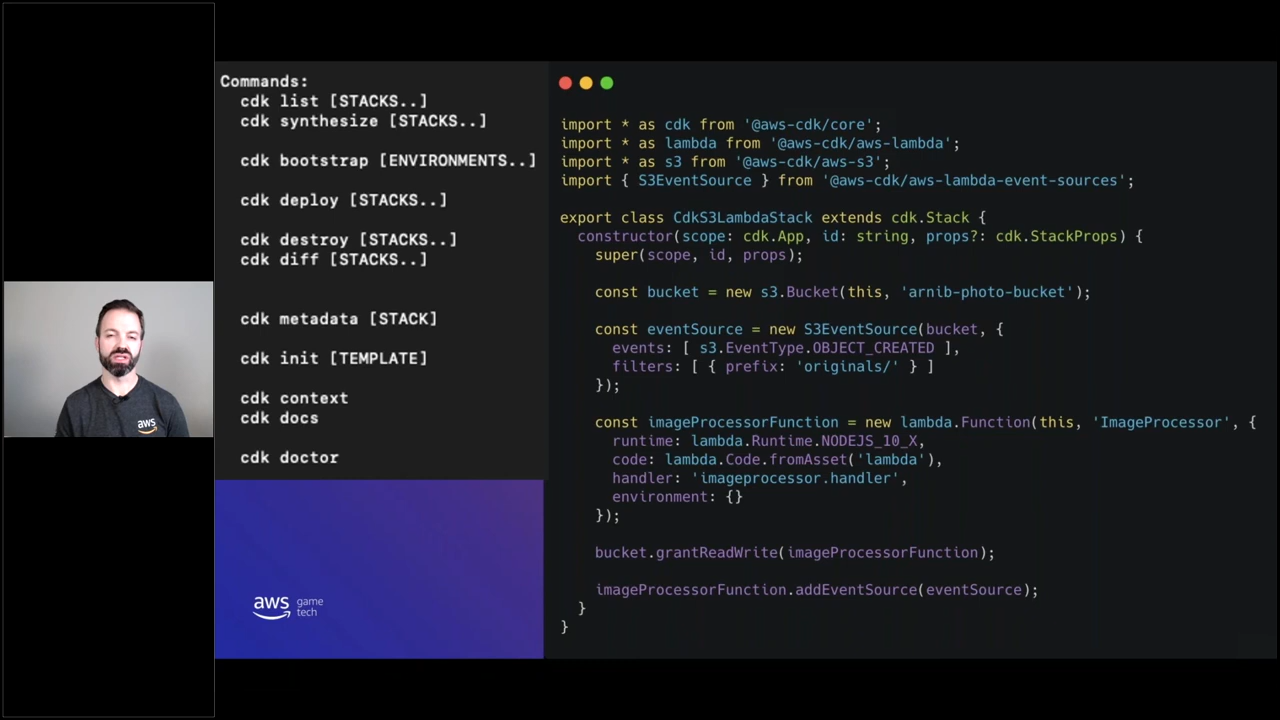 Commands:
cdk list [STACKS..]
cdk synthesize [STACKS..]
cdk bootstrap [ENVIRONMENTS..]
cdk deploy [STACKS..]
cdk destroy [STACKS..]
cdk diff [STACKS..]
cdk metadata [STACK]
cdk init [TEMPLATE]
cdk context
cdk docs
cdk doctor
aws game tech
import * as cdk from '@aws-cdk/core';
import * as lambda from '@aws-cdk/aws-lambda';
import * as s3 from '@aws-cdk/aws-s3';
import { S3EventSource } from '@aws-cdk/aws-lambda-event-sources';
export class CdkS3LambdaStack extends cdk.Stack {
constructor(scope: cdk.App, id: string, props?: cdk.StackProps) {
super(scope, id, props);
const bucket = new s3.Bucket(this, 'arnib-photo-bucket');
const eventSource = new S3EventSource(bucket, {
events: [ s3.EventType.OBJECT_CREATED ],
filters: [ { prefix: 'originals/' } ]
});
const imageProcessorFunction = new lambda.Function(this, 'ImageProcessor', {
runtime: lambda.Runtime.NODEJS_10_X,
code: lambda.Code.fromAsset('lambda'),
handler: 'imageprocessor.handler',
environment: {}
});
bucket.grantReadWrite(imageProcessorFunction);
imageProcessorFunction.addEventSource(eventSource);
}
}
aws